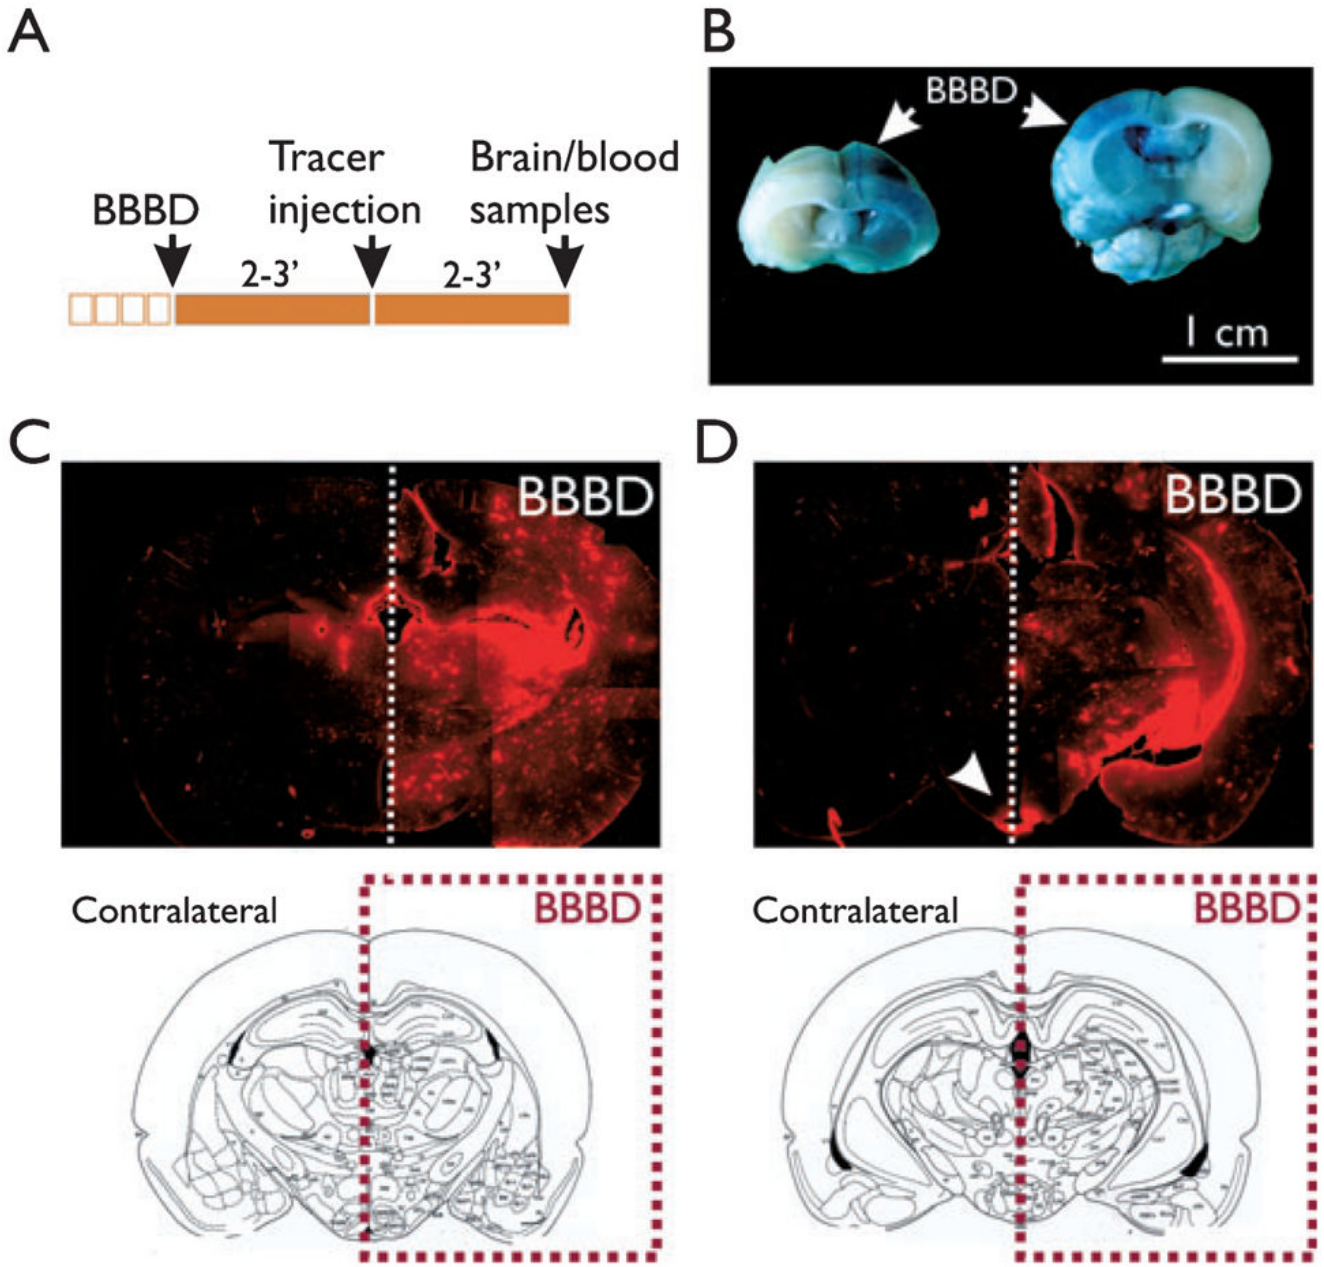 A
BBBD
Tracer
injection
Brain/blood
samples
2-3’
2-3’
B
BBBD
1 cm
C
BBBD
D
BBBD
Contralateral
BBBD
Contralateral
BBBD